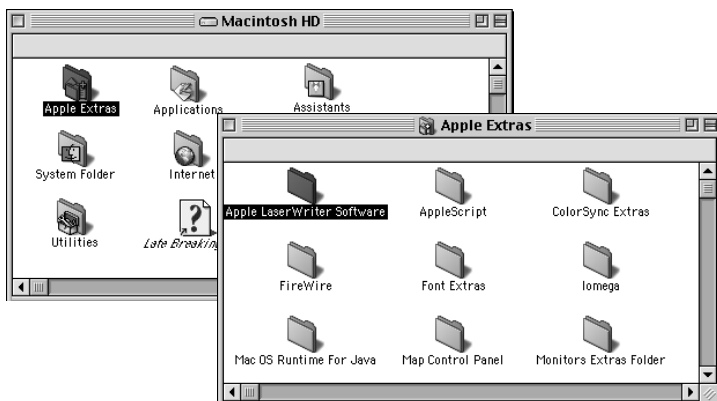 Macintosh HD
Apple Extras
Applications
Assistants
System Folder
Internet
Utilities
Late Breaking
Apple Extras
Apple LaserWriter Software
AppleScript
ColorSync Extras
FireWire
Font Extras
Iomega
Mac OS Runtime For Java
Map Control Panel
Monitors Extras Folder